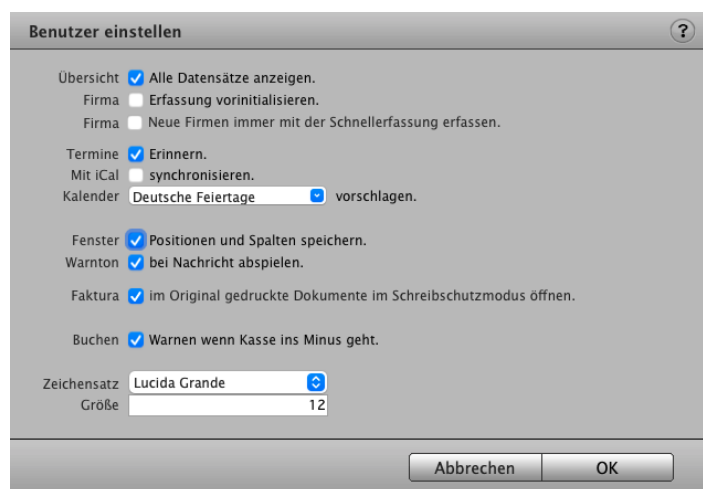 Benutzer einstellen ?
Übersicht Alle Datensätze anzeigen.
Firma Erfassung vorinitialisieren.
Firma Neue Firmen immer mit der Schnellerfassung erfassen.
Termine Erinnern.
Mit iCal synchronisieren.
Kalender Deutsche Feiertage vorschlagen.
Fenster Positionen und Spalten speichern.
Warnton bei Nachricht abspielen.
Faktura im Original gedruckte Dokumente im Schreibschutzmodus öffnen.
Buchen Warnen wenn Kasse ins Minus geht.
Zeichensatz Lucida Grande
Größe 12
Abbrechen OK